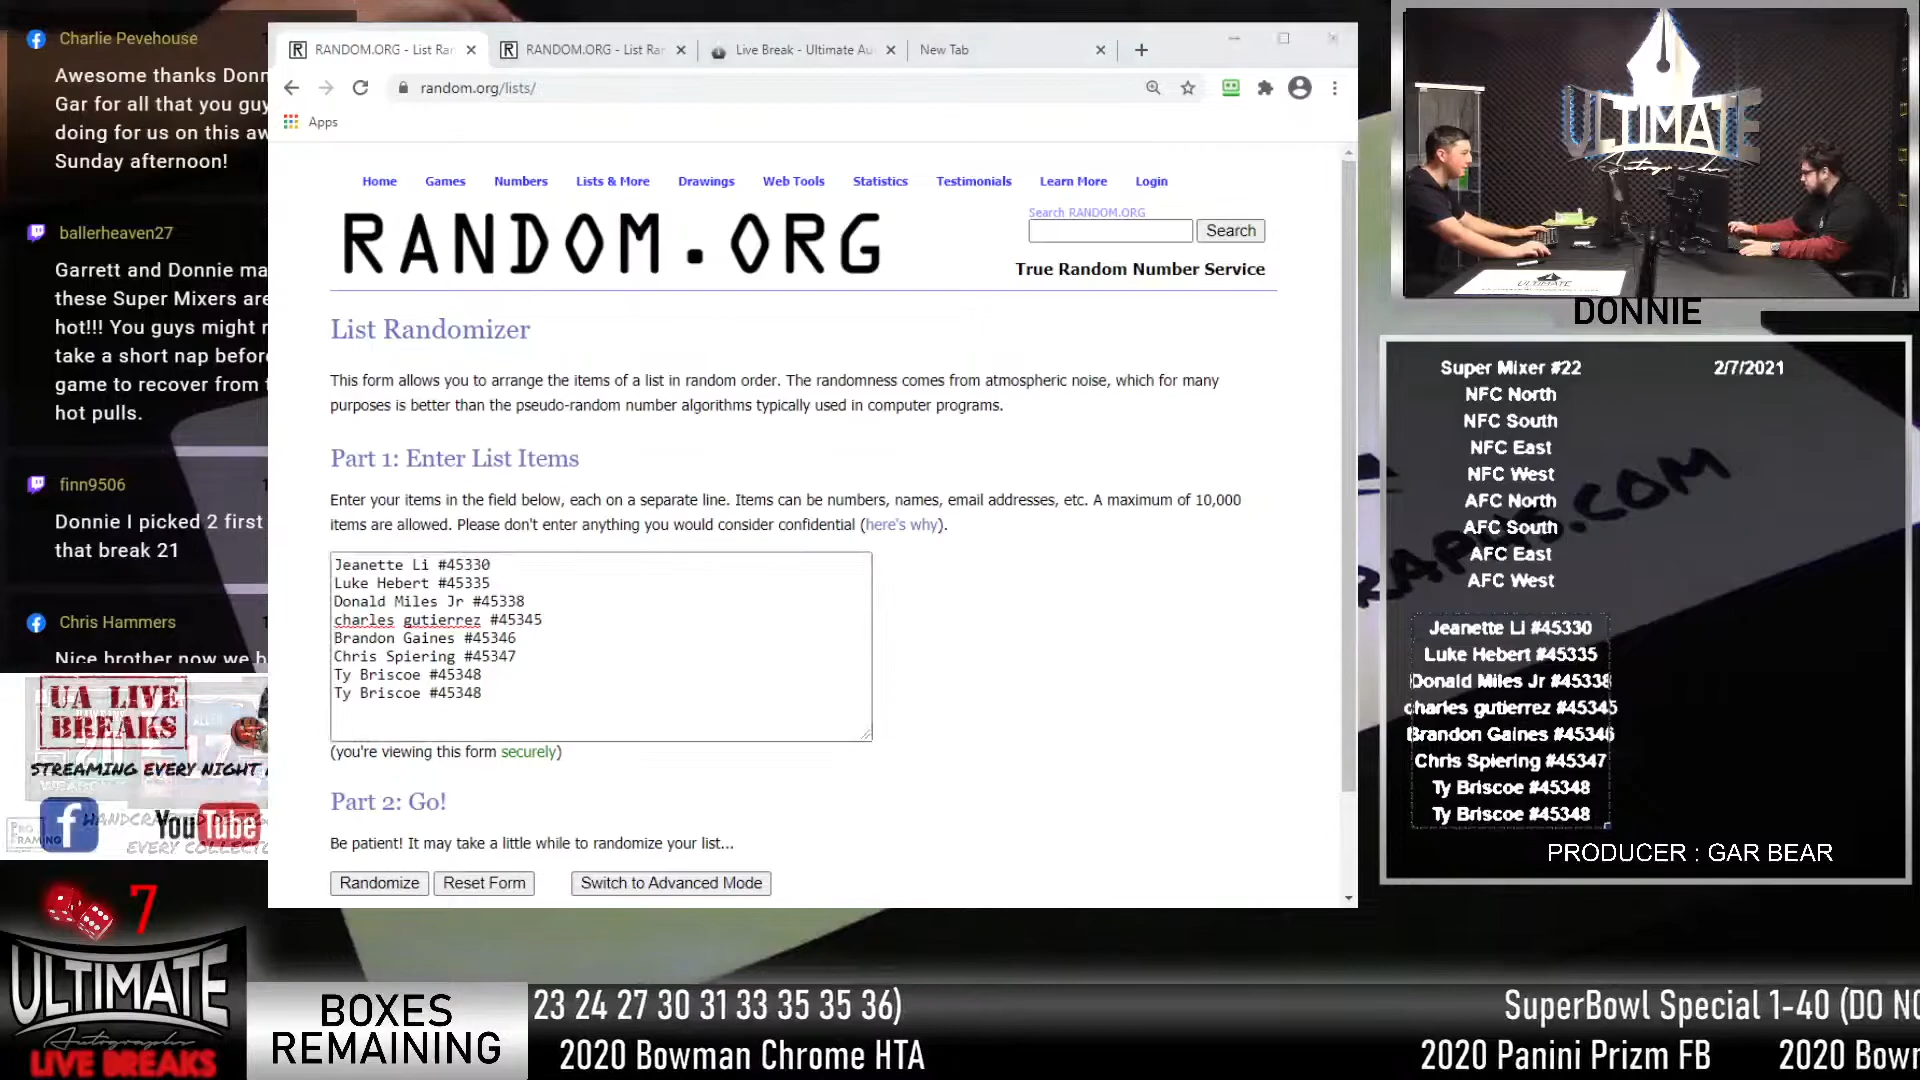 Charlie Pevehouse
Awesome thanks Donn
Gar for all that you guy
doing for us on this aw
Sunday afternoon!
ballerheaven27
Garrett and Donnie ma
these Super Mixers are
hot!!! You guys might
take a short nap befor
game to recover from
hot pulls.
finn9506
Donnie I picked 2 first
that break 21
Chris Hammers
Nice brother now we b
UA LIVE
BREAKS
STREAMING EVERY NIGHT
f
YouTube
EVERY COLLECT
7
ULTIMATE
Autographs
LIVE BREAKS
RANDOM.ORG - List Ran
RANDOM.ORG - List Ran
Live Break - Ultimate Au
New Tab
random.org/lists/
Apps
Home Games Numbers Lists & More Drawings Web Tools Statistics Testimonials Learn More Login
RANDOM.ORG
Search RANDOM.ORG
Search
True Random Number Service
List Randomizer
This form allows you to arrange the items of a list in random order. The randomness comes from atmospheric noise, which for many
purposes is better than the pseudo-random number algorithms typically used in computer programs.
Part 1: Enter List Items
Enter your items in the field below, each on a separate line. Items can be numbers, names, email addresses, etc. A maximum of 10,000
items are allowed. Please don't enter anything you would consider confidential (here's why).
Jeanette Li #45330
Luke Hebert #45335
Donald Miles Jr #45338
charles gutierrez #45345
Brandon Gaines #45346
Chris Spiering #45347
Ty Briscoe #45348
Ty Briscoe #45348
(you're viewing this form securely)
Part 2: Go!
Be patient! It may take a little while to randomize your list...
Randomize Reset Form Switch to Advanced Mode
ULTIMATE
ULTIMATE
DONNIE
Super Mixer #22 2/7/2021
NFC North
NFC South
NFC East
NFC West
AFC North
AFC South
AFC East
AFC West
Jeanette Li #45330
Luke Hebert #45335
Donald Miles Jr #45338
charles gutierrez #45345
Brandon Gaines #45346
Chris Spiering #45347
Ty Briscoe #45348
Ty Briscoe #45348
PRODUCER : GAR BEAR
BOXES
REMAINING
23 24 27 30 31 33 35 35 36)
SuperBowl Special 1-40 (DO NO
2020 Bowman Chrome HTA
2020 Panini Prizm FB
2020 Bowm